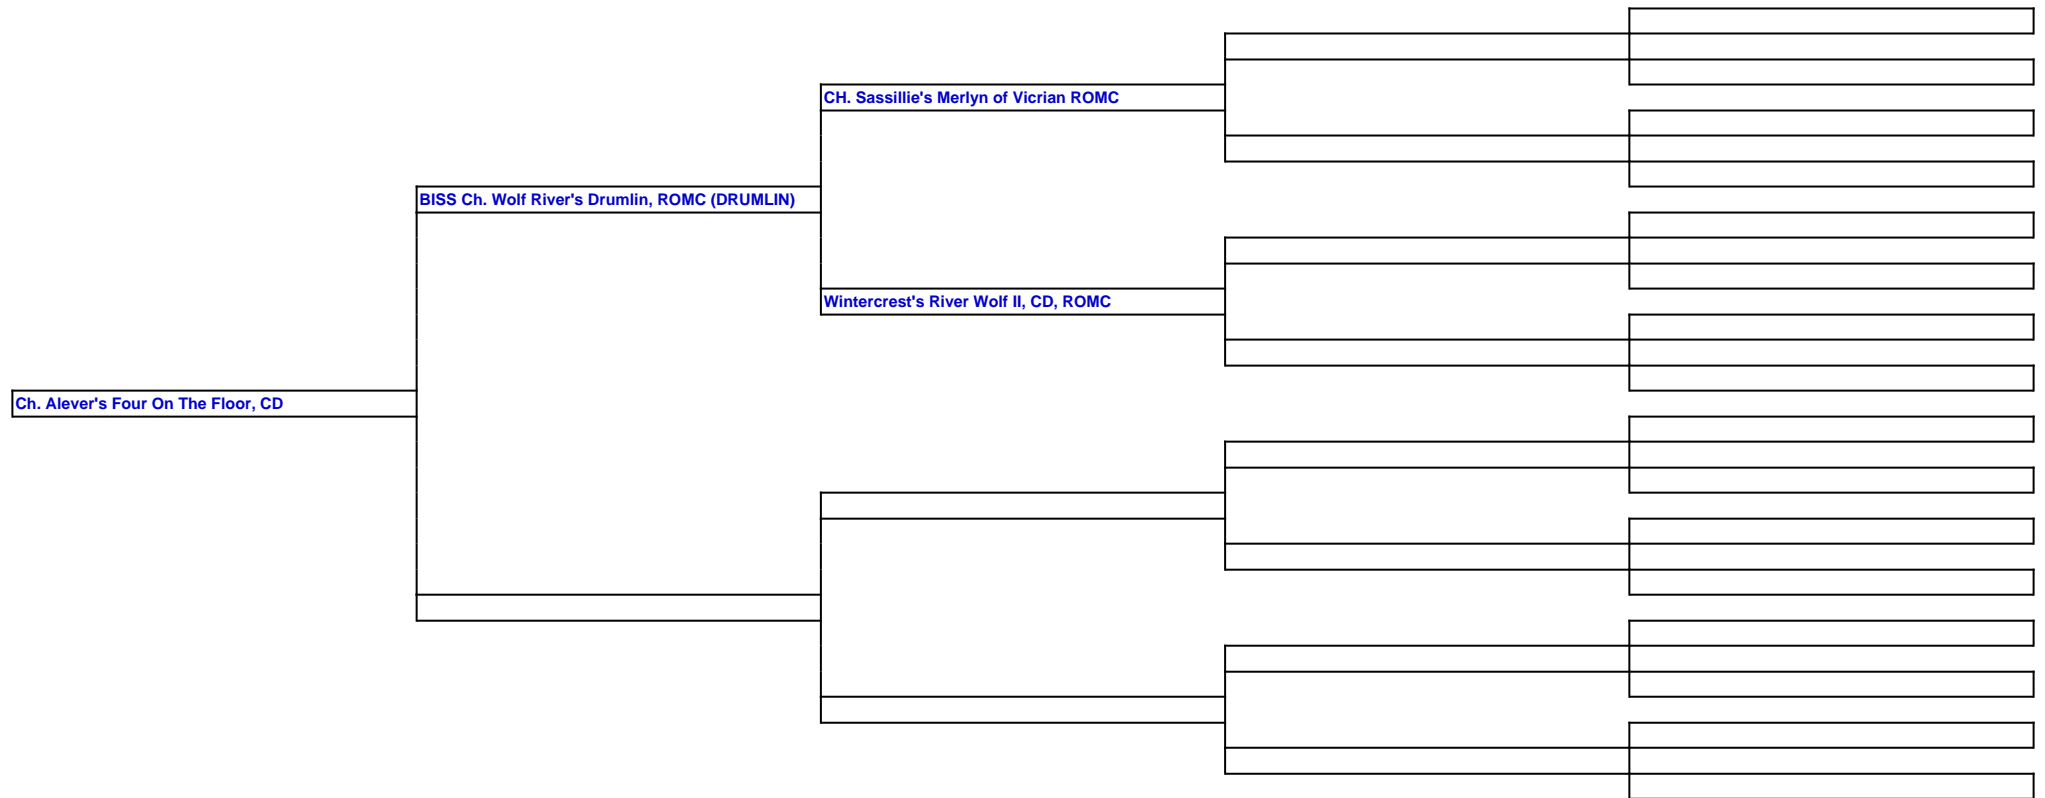 CH. Sassillie's Merlyn of Vicrian ROMC
BISS Ch. Wolf River's Drumlin, ROMC (DRUMLIN)
Wintercrest's River Wolf II, CD, ROMC
Ch. Alever's Four On The Floor, CD